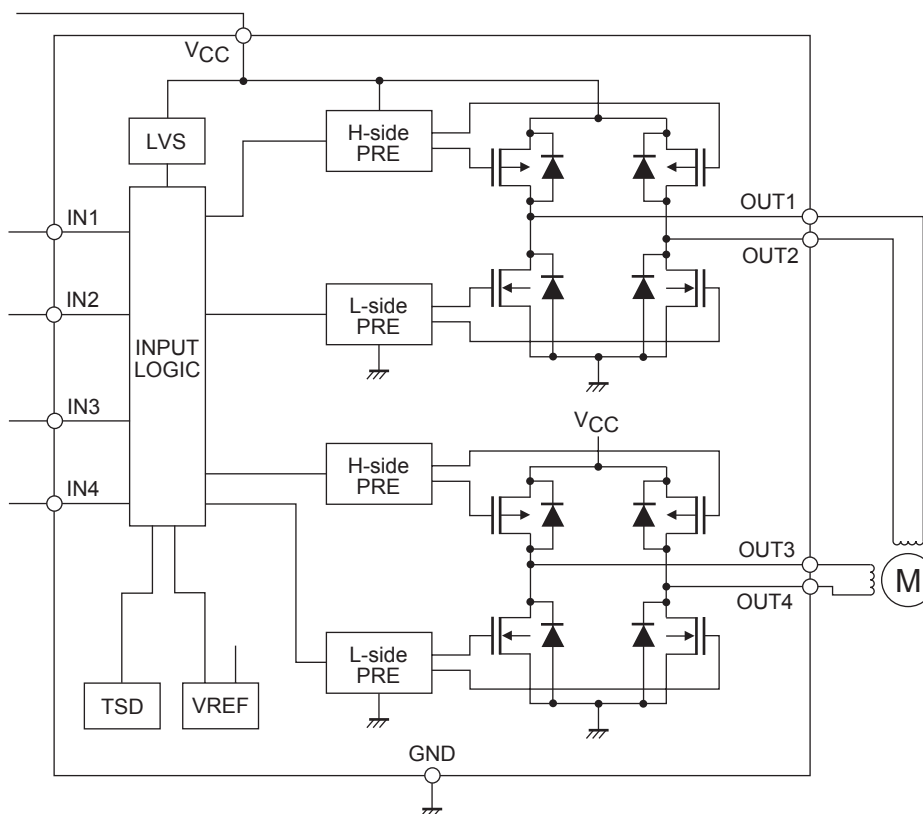 VCC
LVS
H-side
PRE
OUT1
IN1
OUT2
IN2
L-side
PRE
INPUT
LOGIC
IN3
VCC
H-side
PRE
IN4
OUT3
M
OUT4
L-side
PRE
TSD
VREF
GND